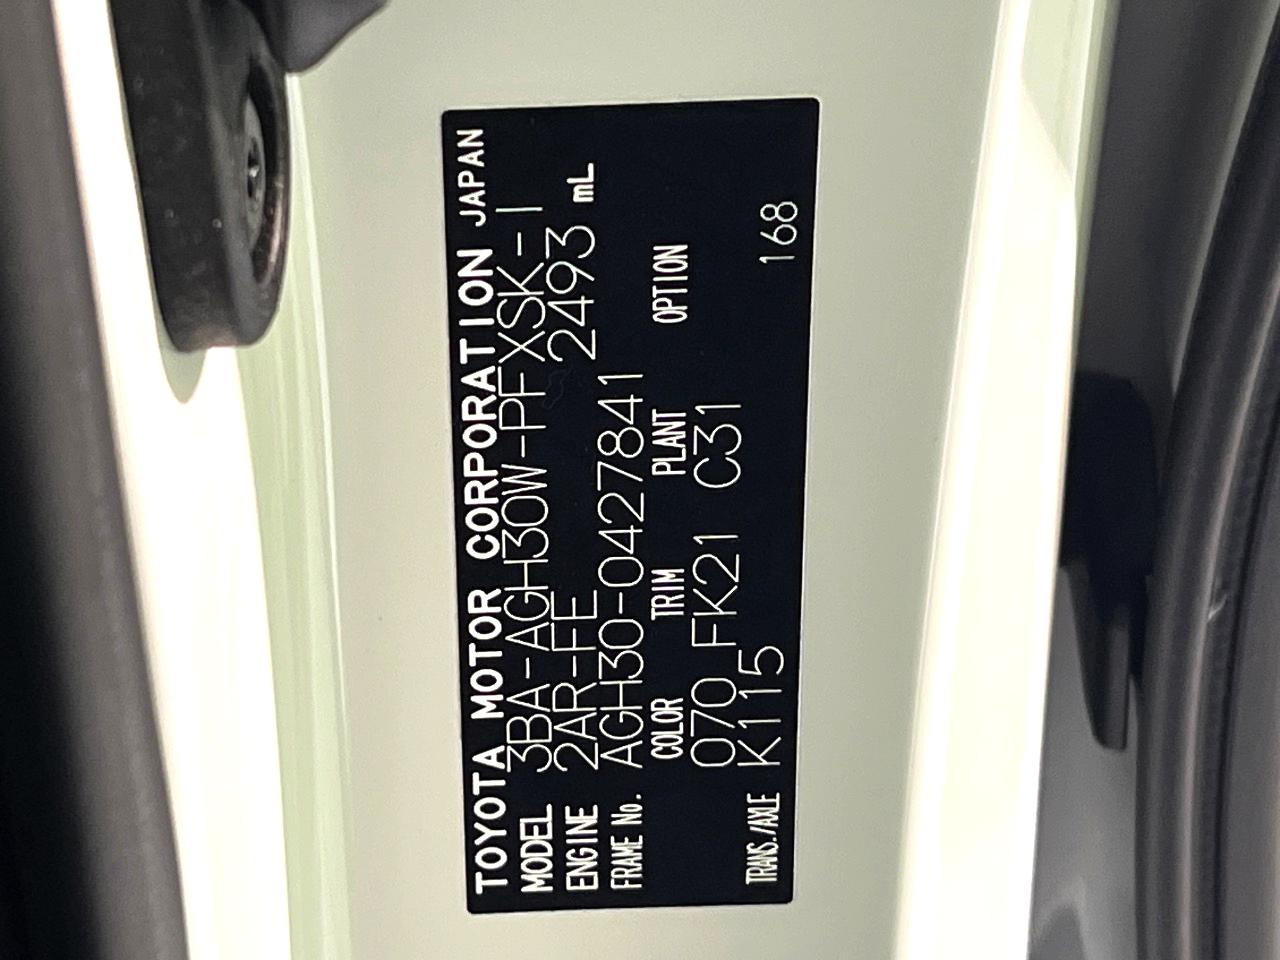 TOYOTA MOTOR CORPORATION JAPAN
MODEL 3BA-AGH30W-PFXSK-I
ENGINE 2AR-FE 2493 mL
FRAME No. AGH30-0427841
COLOR TRIM PLANT OPTION
070 FK21 C31
TRANS./AXLE K115 168